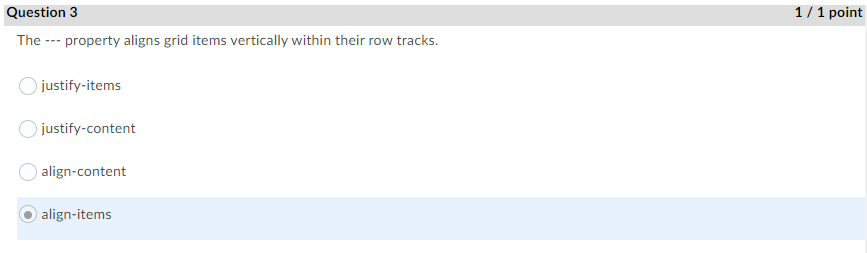 Question 3 1 / 1 point
The --- property aligns grid items vertically within their row tracks.
justify-items
justify-content
align-content
align-items